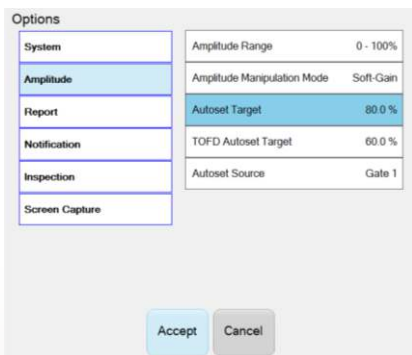 Options
System
Amplitude
Report
Notification
Inspection
Screen Capture
Amplitude Range 0 - 100%
Amplitude Manipulation Mode Soft-Gain
Autoset Target 80.0 %
TOFD Autoset Target 60.0 %
Autoset Source Gate 1
Accept Cancel